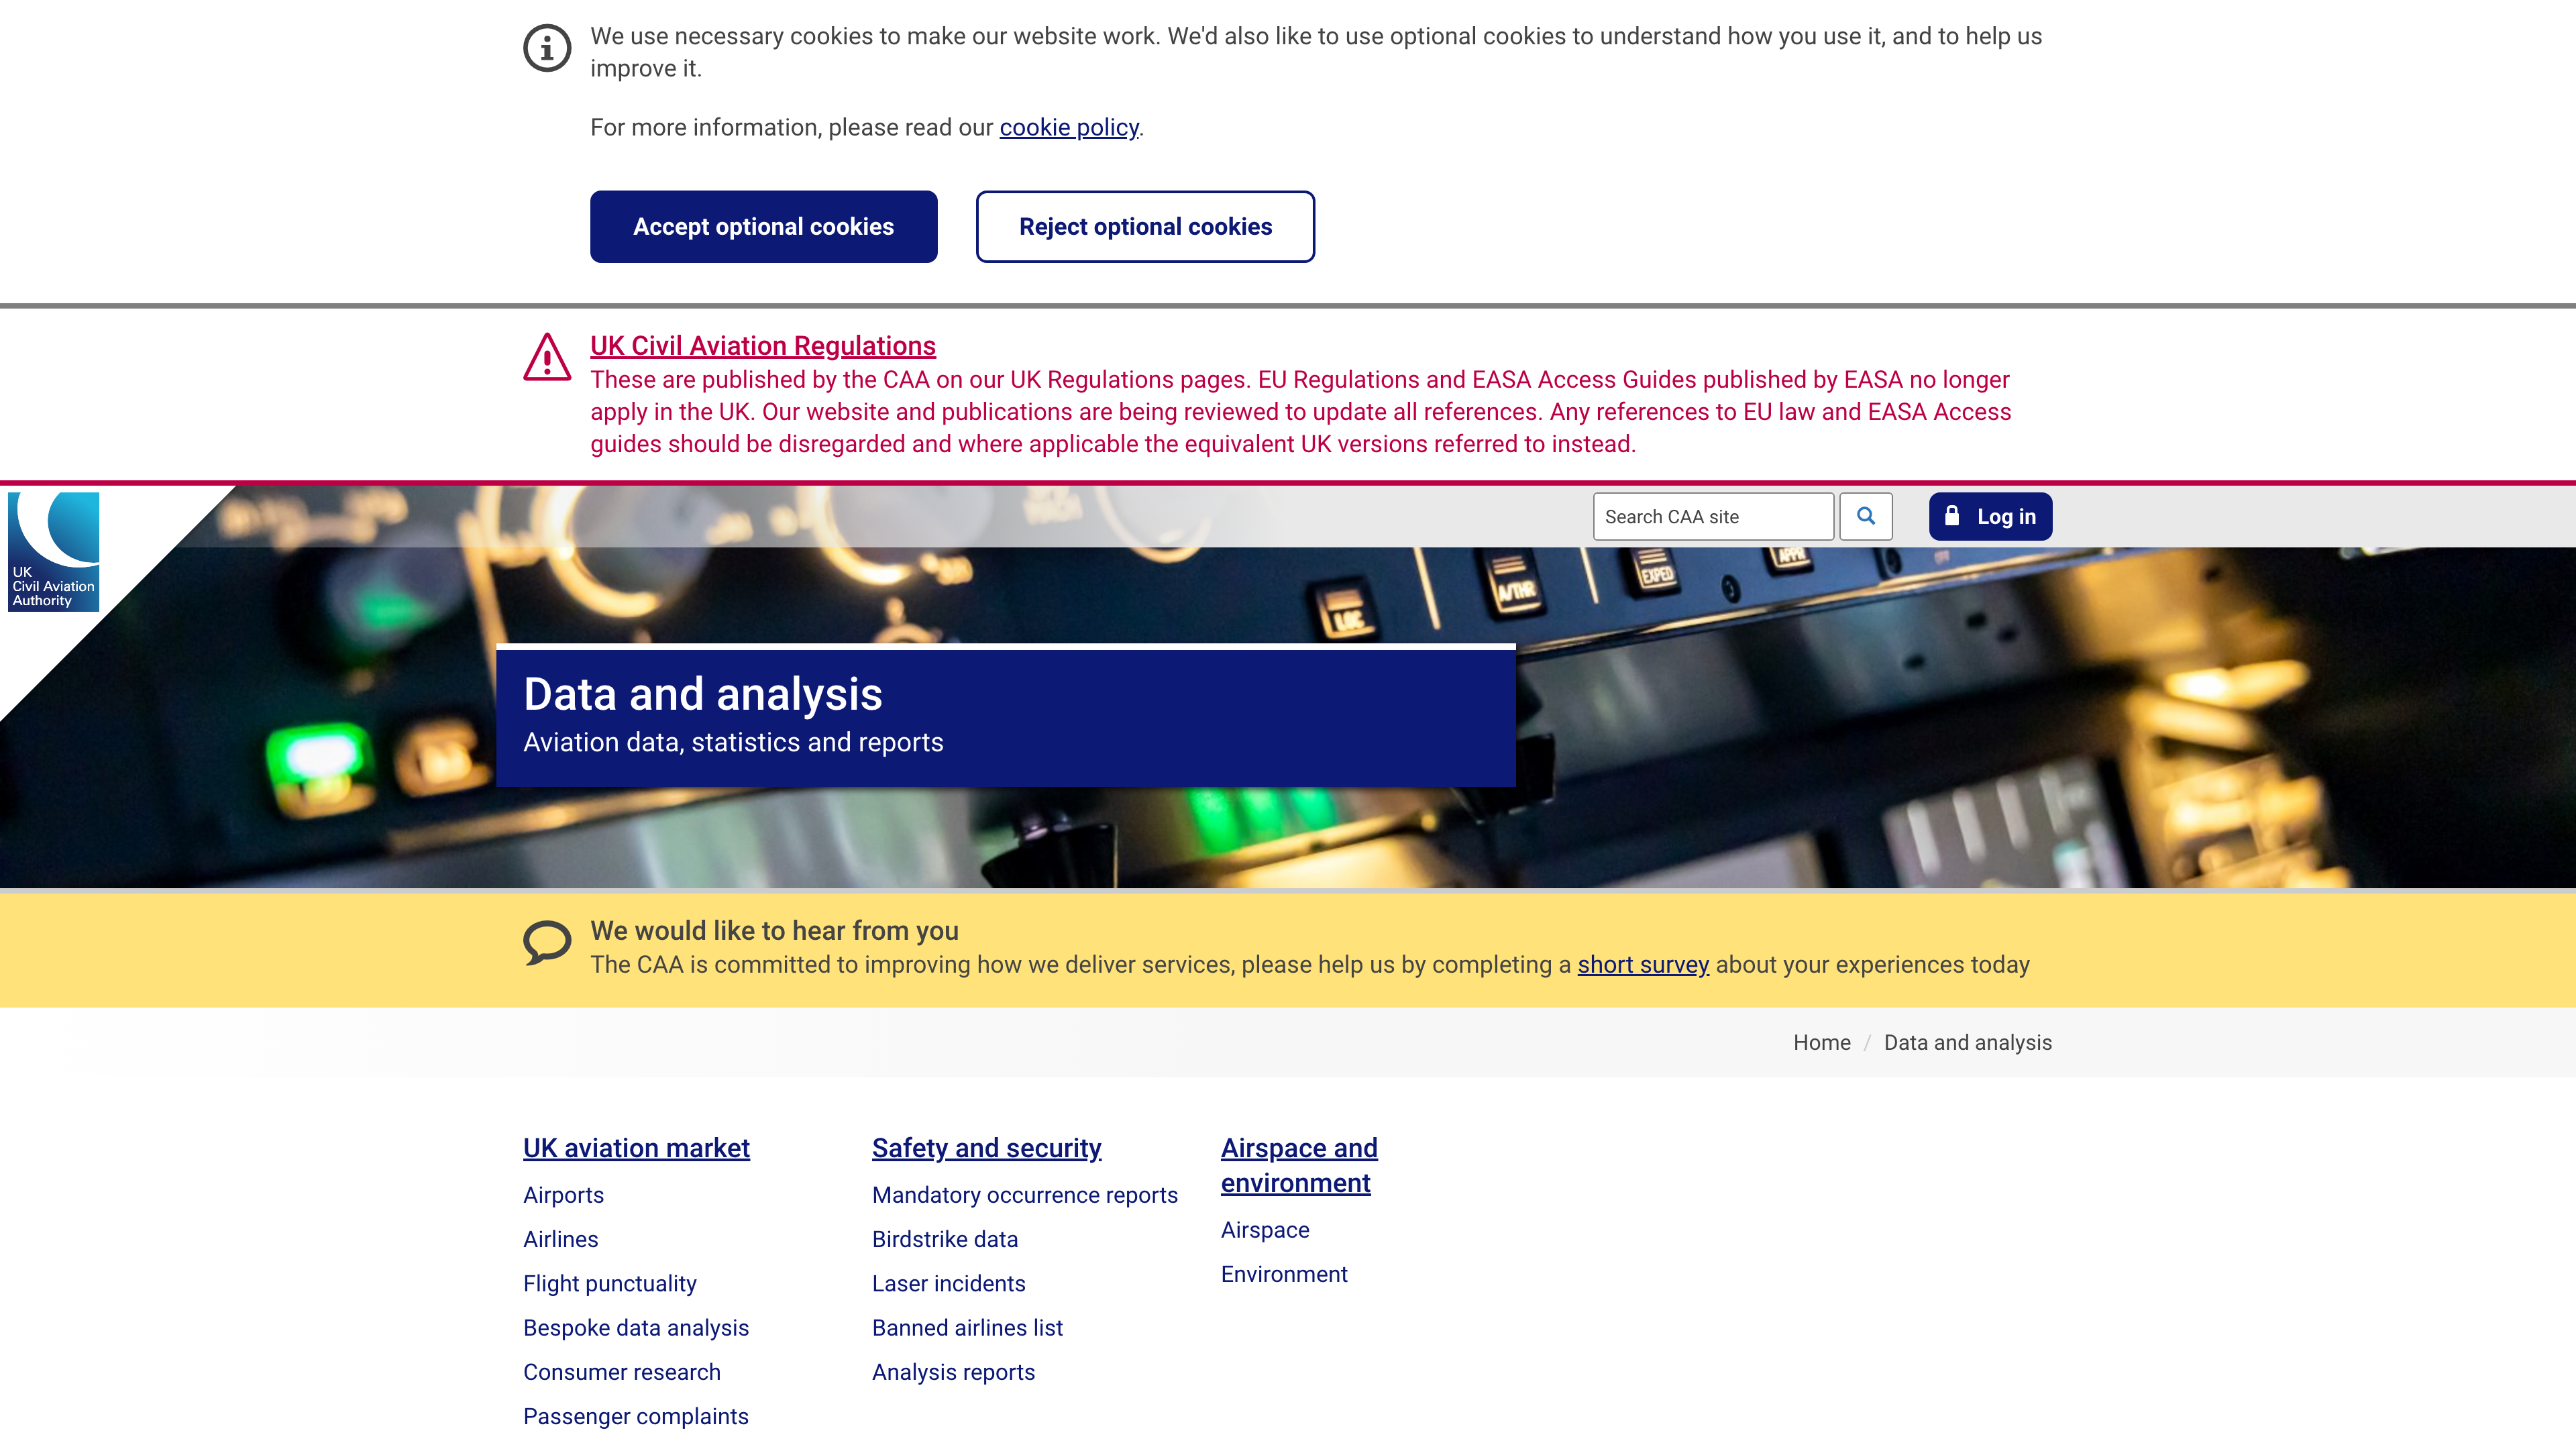 We use necessary cookies to make our website work. We'd also like to use optional cookies to understand how you use it, and to help us
improve it.
For more information, please read our cookie policy.
Accept optional cookies
Reject optional cookies
UK Civil Aviation Regulations
These are published by the CAA on our UK Regulations pages. EU Regulations and EASA Access Guides published by EASA no longer
apply in the UK. Our website and publications are being reviewed to update all references. Any references to EU law and EASA Access
guides should be disregarded and where applicable the equivalent UK versions referred to instead.
UK
Civil Aviation
Authority
Search CAA site
Log in
LOC
A/THR
EXPED
APPR
Data and analysis
Aviation data, statistics and reports
We would like to hear from you
The CAA is committed to improving how we deliver services, please help us by completing a short survey about your experiences today
Home / Data and analysis
UK aviation market
Airports
Airlines
Flight punctuality
Bespoke data analysis
Consumer research
Passenger complaints
Safety and security
Mandatory occurrence reports
Birdstrike data
Laser incidents
Banned airlines list
Analysis reports
Airspace and
environment
Airspace
Environment